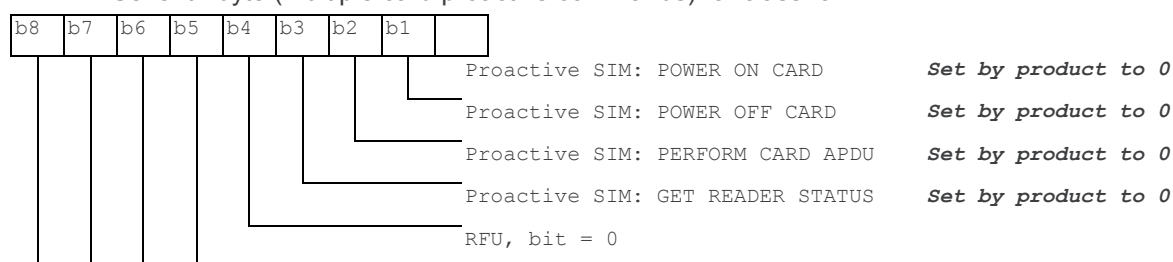 b8 b7 b6 b5 b4 b3 b2 b1
Proactive SIM: POWER ON CARD Set by product to 0
Proactive SIM: POWER OFF CARD Set by product to 0
Proactive SIM: PERFORM CARD APDU Set by product to 0
Proactive SIM: GET READER STATUS Set by product to 0
RFU, bit = 0